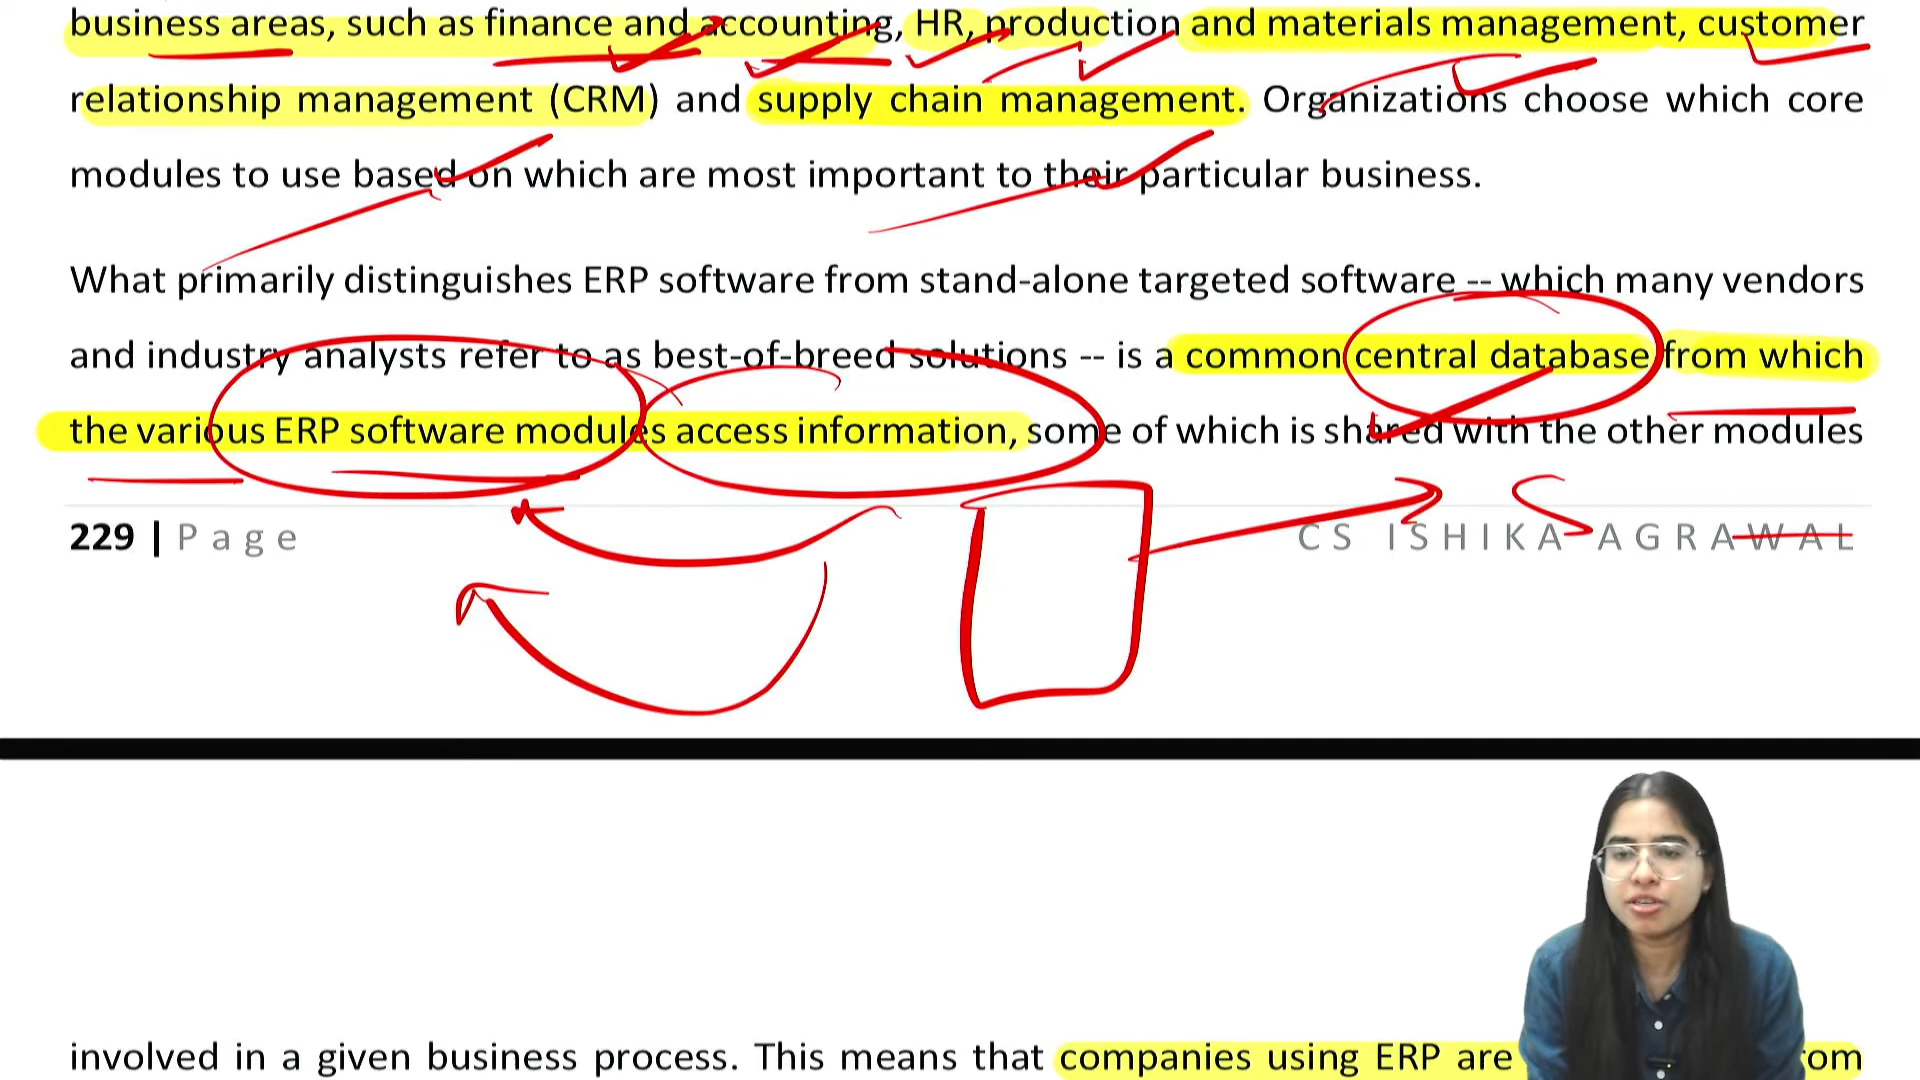 business areas, such as finance and accounting, HR, production and materials management, customer
relationship management (CRM) and supply chain management. Organizations choose which core
modules to use based on which are most important to their particular business.
What primarily distinguishes ERP software from stand-alone targeted software -- which many vendors
and industry analysts refer to as best-of-breed solutions -- is a common central database from which
the various ERP software modules access information, some of which is shared with the other modules
229 | Page
CS ISHIKA AGRAWAL
involved in a given business process. This means that companies using ERP are